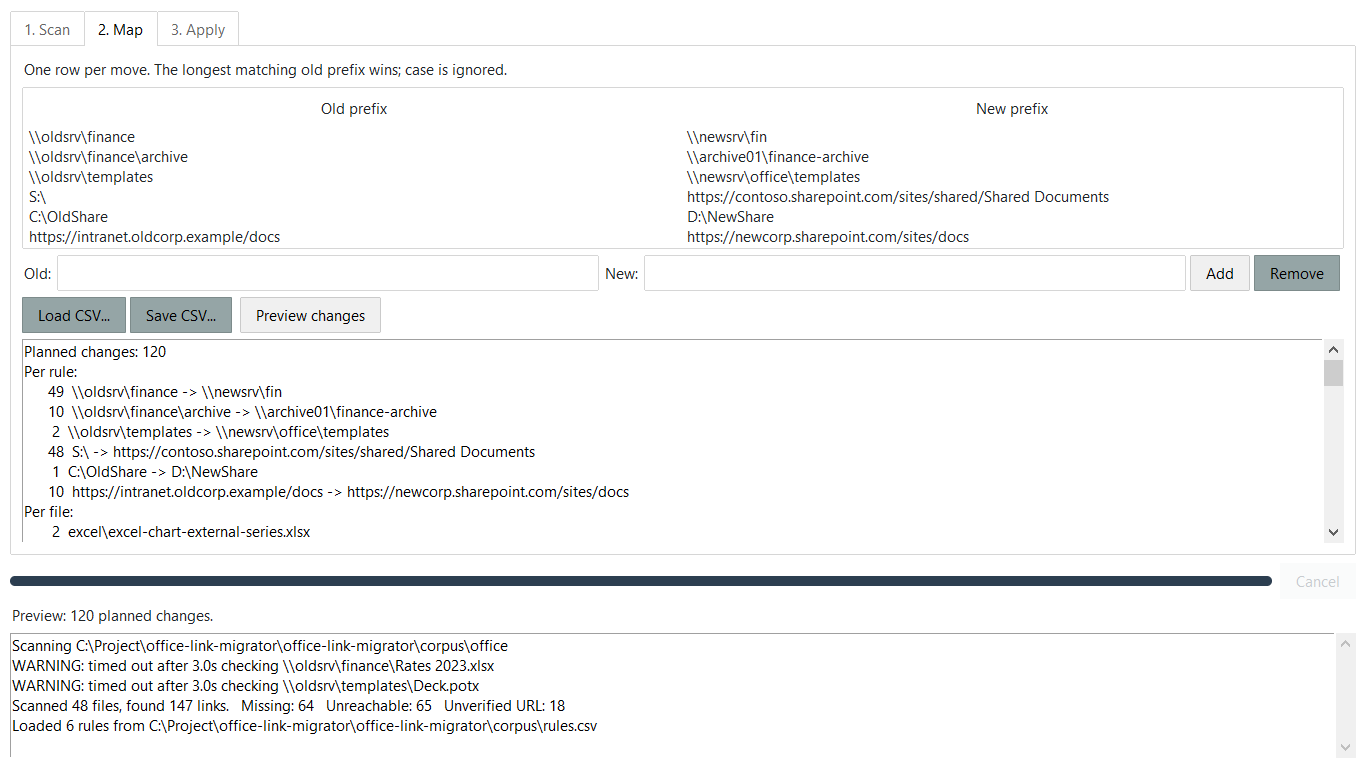 1. Scan
2. Map
3. Apply
One row per move. The longest matching old prefix wins; case is ignored.
Old prefix New prefix
\\oldsrv\finance \\newsrv\fin
\\oldsrv\finance\archive \\archive01\finance-archive
\\oldsrv\templates \\newsrv\office\templates
S:\ https://contoso.sharepoint.com/sites/shared/Shared Documents
C:\OldShare D:\NewShare
https://intranet.oldcorp.example/docs https://newcorp.sharepoint.com/sites/docs
Old: New: Add Remove
Load CSV... Save CSV... Preview changes
Planned changes: 120
Per rule:
49 \\oldsrv\finance -> \\newsrv\fin
10 \\oldsrv\finance\archive -> \\archive01\finance-archive
2 \\oldsrv\templates -> \\newsrv\office\templates
48 S:\ -> https://contoso.sharepoint.com/sites/shared/Shared Documents
1 C:\OldShare -> D:\NewShare
10 https://intranet.oldcorp.example/docs -> https://newcorp.sharepoint.com/sites/docs
Per file:
2 excel\excel-chart-external-series.xlsx
Cancel
Preview: 120 planned changes.
Scanning C:\Project\office-link-migrator\office-link-migrator\corpus\office
WARNING: timed out after 3.0s checking \\oldsrv\finance\Rates 2023.xlsx
WARNING: timed out after 3.0s checking \\oldsrv\templates\Deck.potx
Scanned 48 files, found 147 links. Missing: 64 Unreachable: 65 Unverified URL: 18
Loaded 6 rules from C:\Project\office-link-migrator\office-link-migrator\corpus\rules.csv